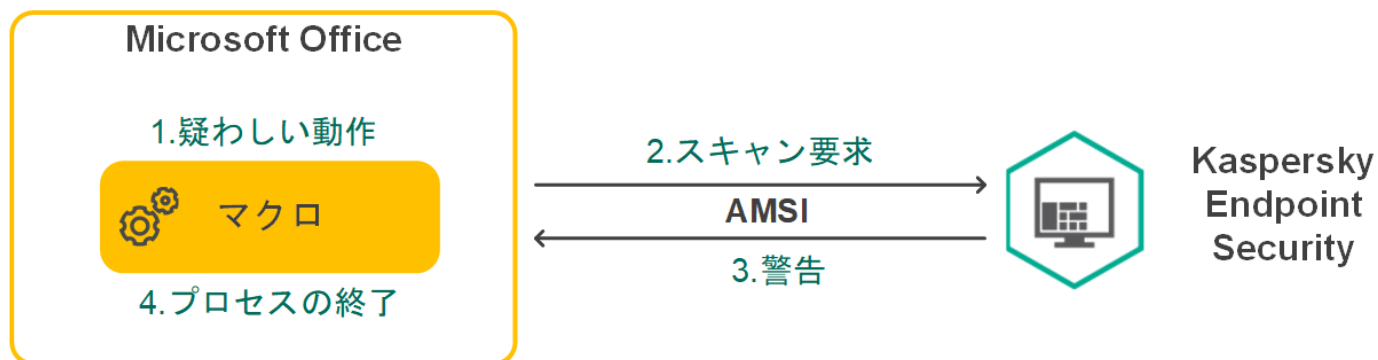 Microsoft Office
1.疑わしい動作
マクロ
4.プロセスの終了
2.スキャン要求
AMSI
3.警告
Kaspersky
Endpoint
Security